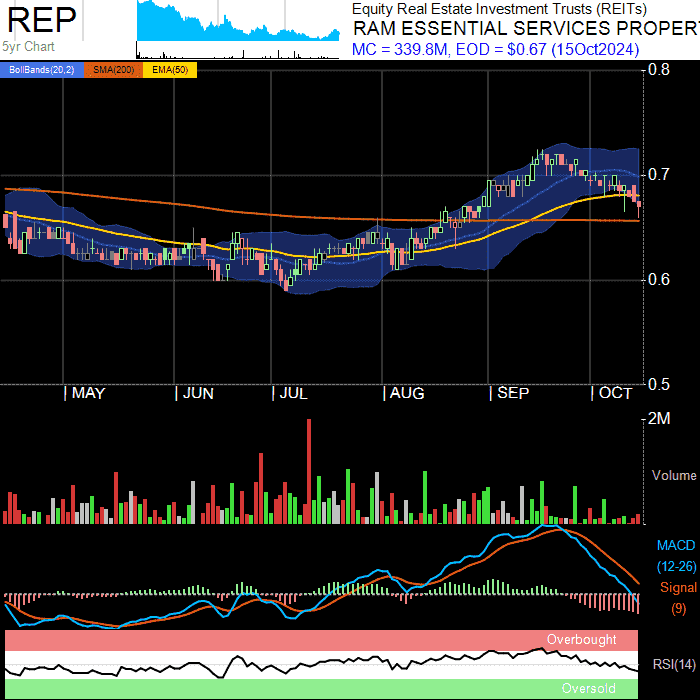 REP
5yr Chart
Equity Real Estate Investment Trusts (REITs)
RAM ESSENTIAL SERVICES PROPER
MC = 339.8M, EOD = $0.67 (15Oct2024)
BollBands(20,2) SMA(200) EMA(50)
0.8
0.7
0.6
0.5
MAY JUN JUL AUG SEP OCT
2M
Volume
MACD
(12-26)
Signal
(9)
Overbought
RSI(14)
Oversold